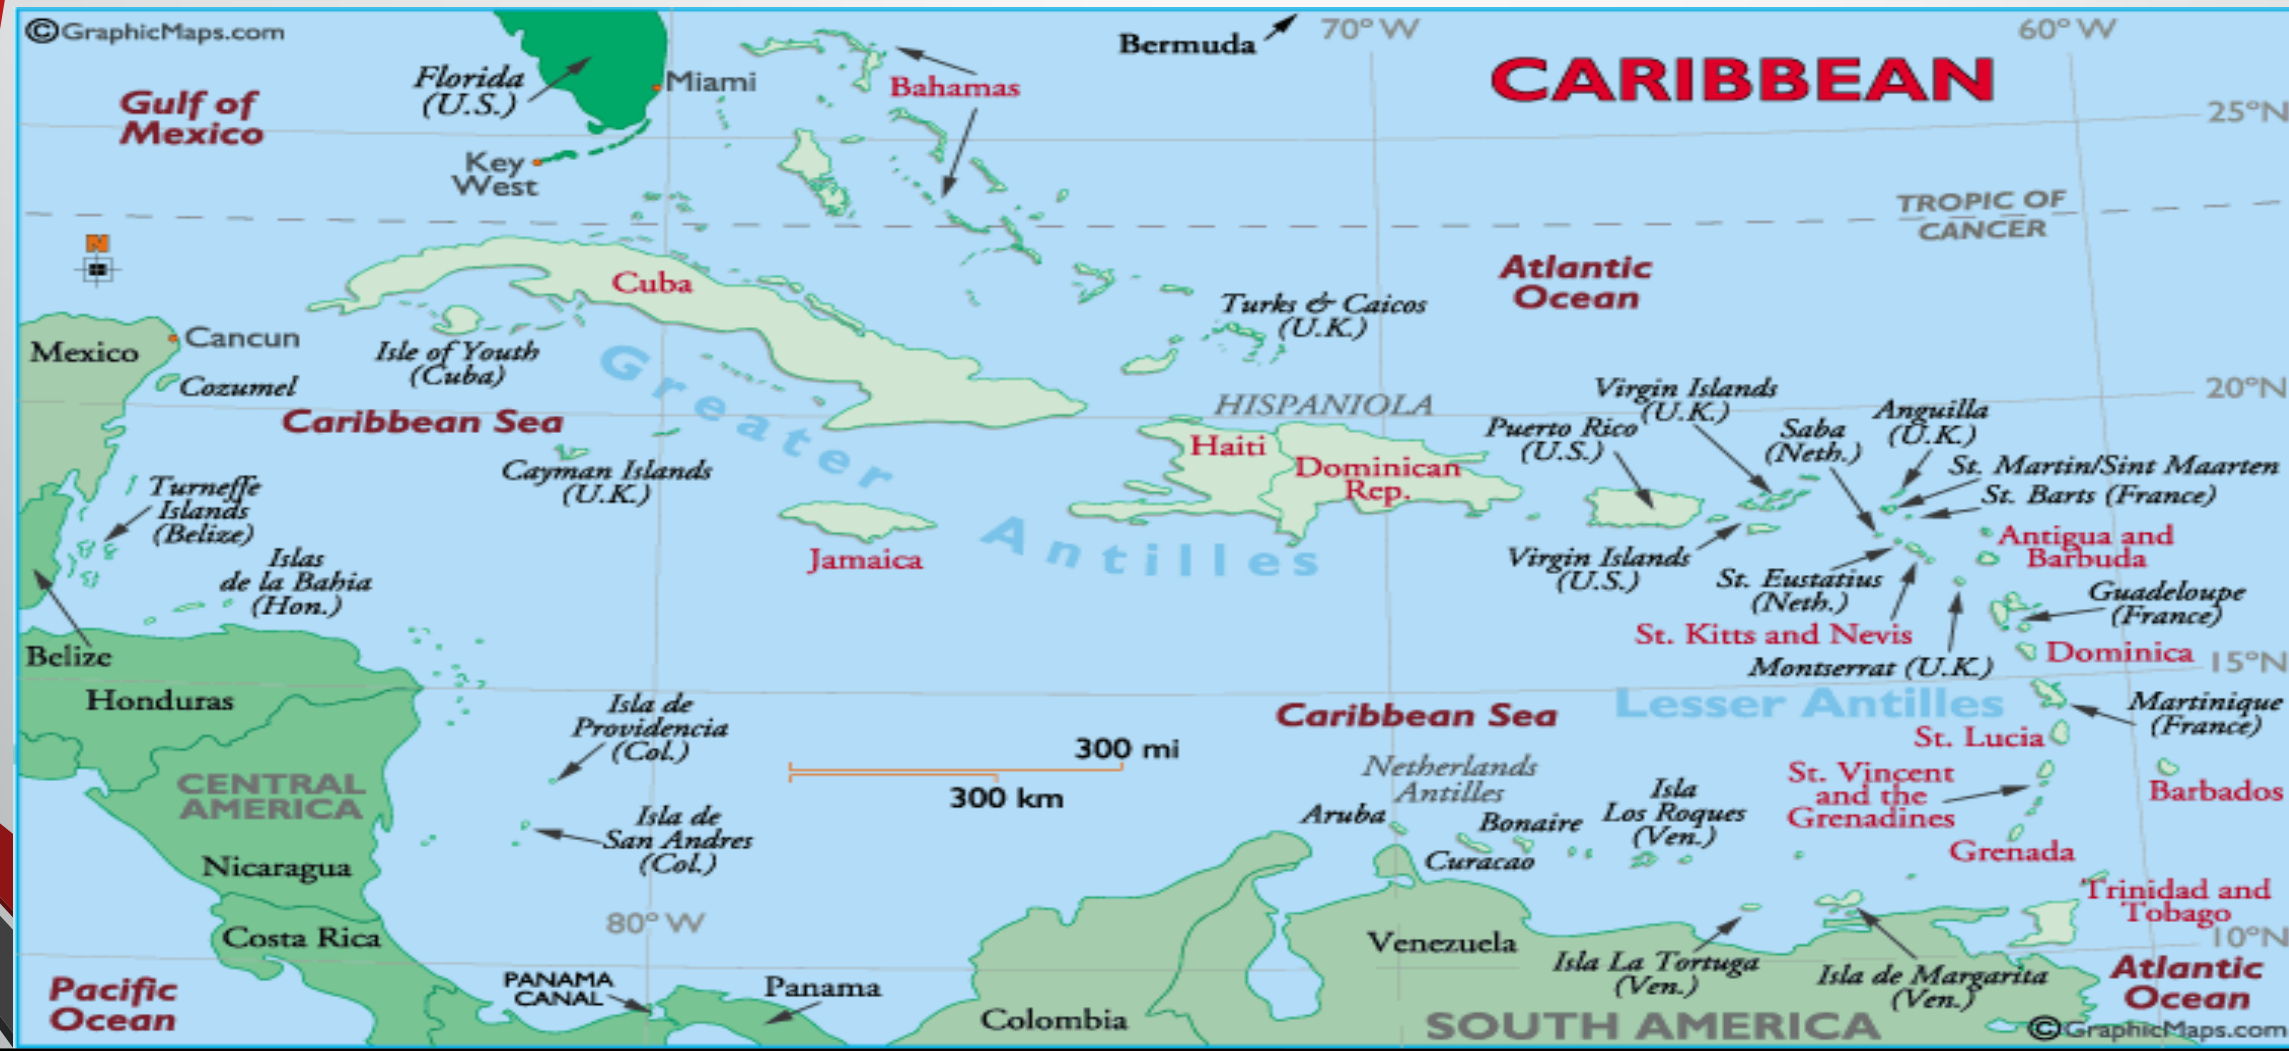 ©GraphicMaps.com
Bermuda
70° W
60° W
CARIBBEAN
Florida
(U.S.)
Miami
Bahamas
Gulf of
Mexico
25°N
Key
West
TROPIC OF
CANCER
N
Cuba
Atlantic
Ocean
Turks & Caicos
(U.K.)
Mexico
Cancun
Isle of Youth
(Cuba)
Cozumel
Greater
Antilles
20°N
HISPANIOLA
Virgin Islands
(U.K.)
Caribbean Sea
Anguilla
(U.K.)
Puerto Rico
(U.S.)
Saba
(Neth.)
Haiti
Dominican
Rep.
Cayman Islands
(U.K.)
St. Martin/Sint Maarten
St. Barts (France)
Turneffe
Islands
(Belize)
Jamaica
Antigua and
Barbuda
Virgin Islands
(U.S.)
Islas
de la Bahia
(Hon.)
St. Eustatius
(Neth.)
Guadeloupe
(France)
St. Kitts and Nevis
Belize
Montserrat (U.K.)
Dominica
15°N
Honduras
Isla de
Providencia
(Col.)
Caribbean Sea
Lesser Antilles
Martinique
(France)
St. Lucia
300 mi
300 km
CENTRAL
AMERICA
Netherlands
Antilles
St. Vincent
and the
Grenadines
Barbados
Isla
Los Roques
(Ven.)
Aruba
Bonaire
Curacao
Isla de
San Andres
(Col.)
Grenada
Nicaragua
Trinidad and
Tobago
80° W
Costa Rica
Venezuela
10°N
Isla La Tortuga
(Ven.)
Isla de Margarita
(Ven.)
Atlantic
Ocean
Pacific
Ocean
PANAMA
CANAL
Panama
Colombia
SOUTH AMERICA
©GraphicMaps.com